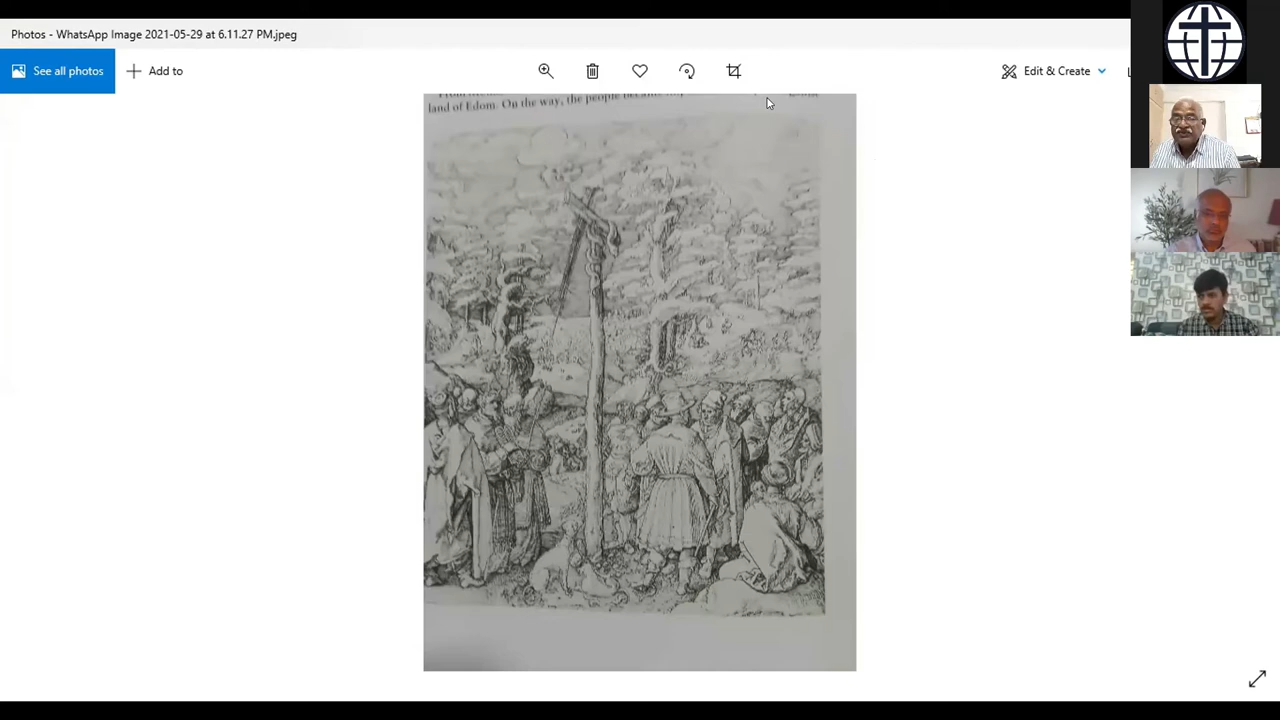 Photos - WhatsApp Image 2021-05-29 at 6.11.27 PM.jpeg
See all photos
Add to
Edit & Create
land of Edom. On the way, the people became